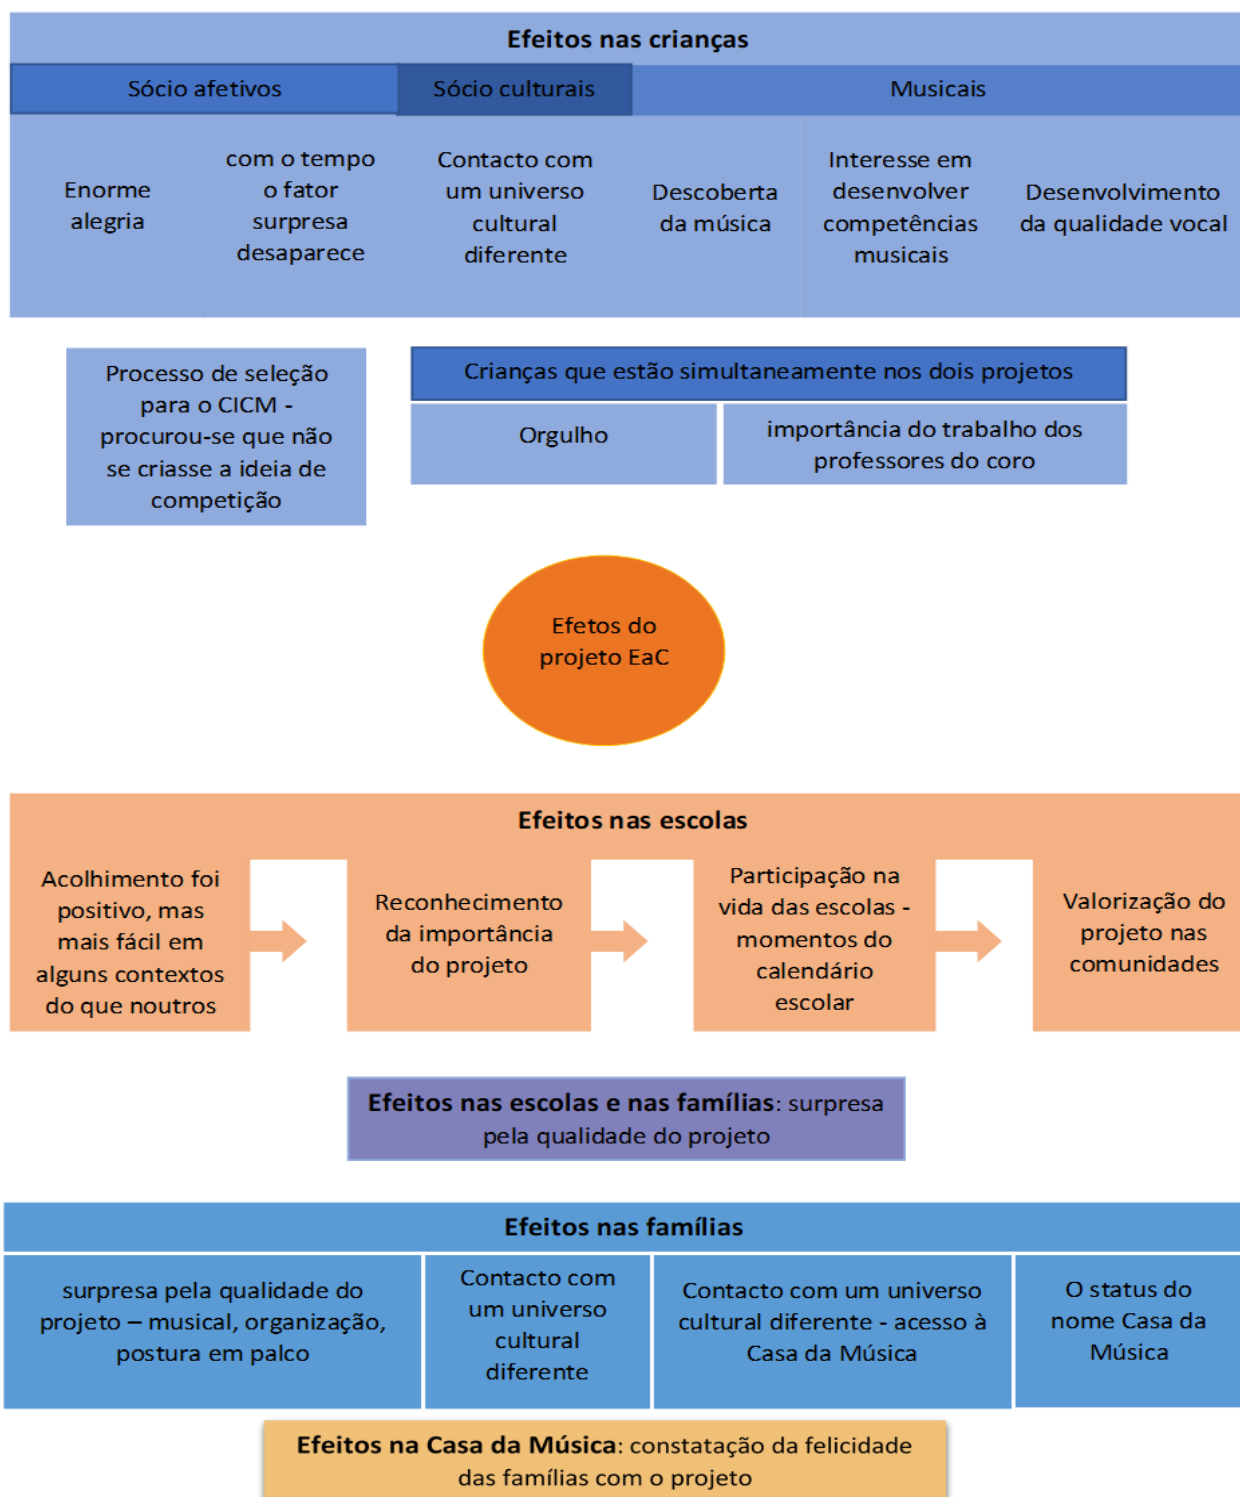 Efeitos nas crianças
Sócio afetivos
Sócio culturais
Musicais
Enorme
alegria
com o tempo
o fator
surpresa
desaparece
Contacto com
um universo
cultural
diferente
Descoberta
da música
Interesse em
desenvolver
competências
musicais
Desenvolvimento
da qualidade vocal
Processo de seleção
para o CICM -
procurou-se que não
se criasse a ideia de
competição
Crianças que estão simultaneamente nos dois projetos
Orgulho
importância do trabalho dos
professores do coro
Efetos do
projeto EaC
Efeitos nas escolas
Acolhimento foi
positivo, mas
mais fácil em
alguns contextos
do que noutros
Reconhecimento
da importância
do projeto
Participação na
vida das escolas -
momentos do
calendário
escolar
Valorização do
projeto nas
comunidades
Efeitos nas escolas e nas famílias: surpresa
pela qualidade do projeto
Efeitos nas famílias
surpresa pela qualidade do
projeto – musical, organização,
postura em palco
Contacto com
um universo
cultural
diferente
Contacto com um universo
cultural diferente - acesso à
Casa da Música
O status do
nome Casa da
Música
Efeitos na Casa da Música: constatação da felicidade
das famílias com o projeto